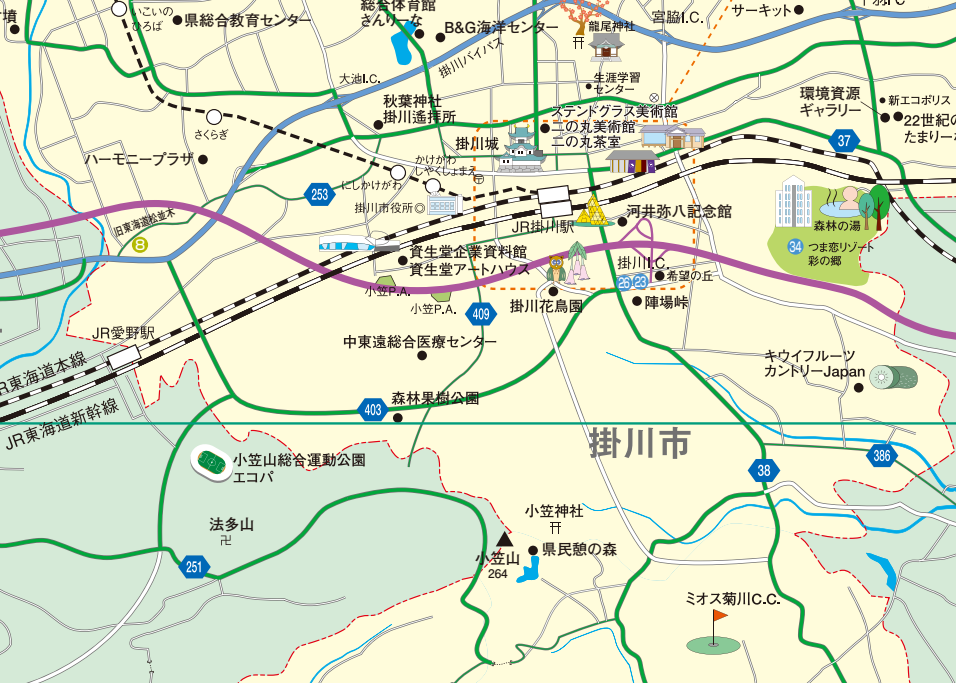 いこいの
ひろば
県総合教育センター
総合体育館
さんりーな
B&G海洋センター
掛川バイパス
龍尾神社
宮脇I.C.
サーキット
大池I.C.
生涯学習
センター
環境資源
ギャラリー
新エコポリス
22世紀の
たまりーな
秋葉神社
掛川遙拝所
さくらぎ
ステンドグラス美術館
二の丸美術館
二の丸茶室
掛川城
37
ハーモニープラザ
かけがわ
しやくしょまえ
にしかけがわ
253
掛川市役所◎
河井弥八記念館
JR掛川駅
旧東海道松並木
8
森林の湯
34
つま恋リゾート
彩の郷
資生堂企業資料館
資生堂アートハウス
掛川I.C.
希望の丘
26
23
小笠P.A.
小笠P.A.
掛川花鳥園
陣場峠
409
JR愛野駅
中東遠総合医療センター
JR東海道本線
キウイフルーツ
カントリーJapan
JR東海道新幹線
403
森林果樹公園
掛川市
386
38
小笠山総合運動公園
エコパ
法多山
卍
小笠神社
251
小笠山
264
県民憩の森
ミオス菊川C.C.